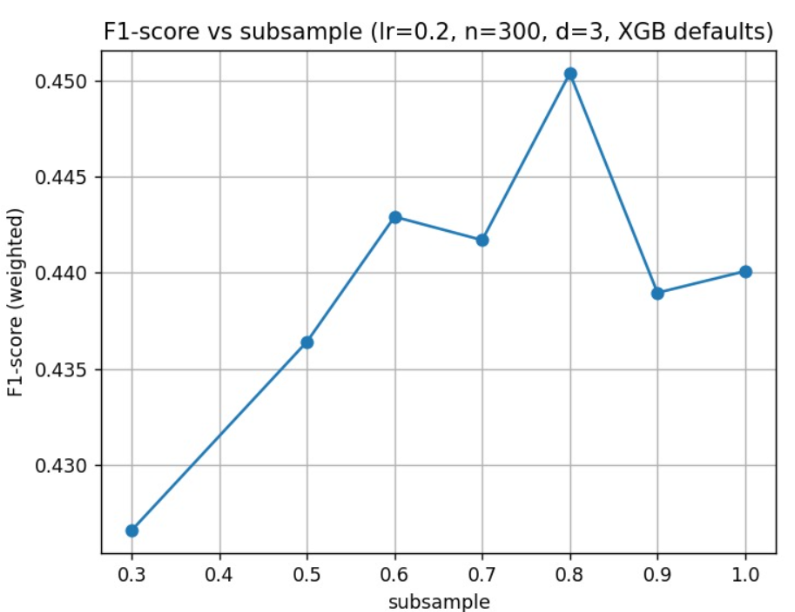 F1-score vs subsample (lr=0.2, n=300, d=3, XGB defaults)
F1-score (weighted)
0.450
0.445
0.440
0.435
0.430
0.3 0.4 0.5 0.6 0.7 0.8 0.9 1.0
subsample